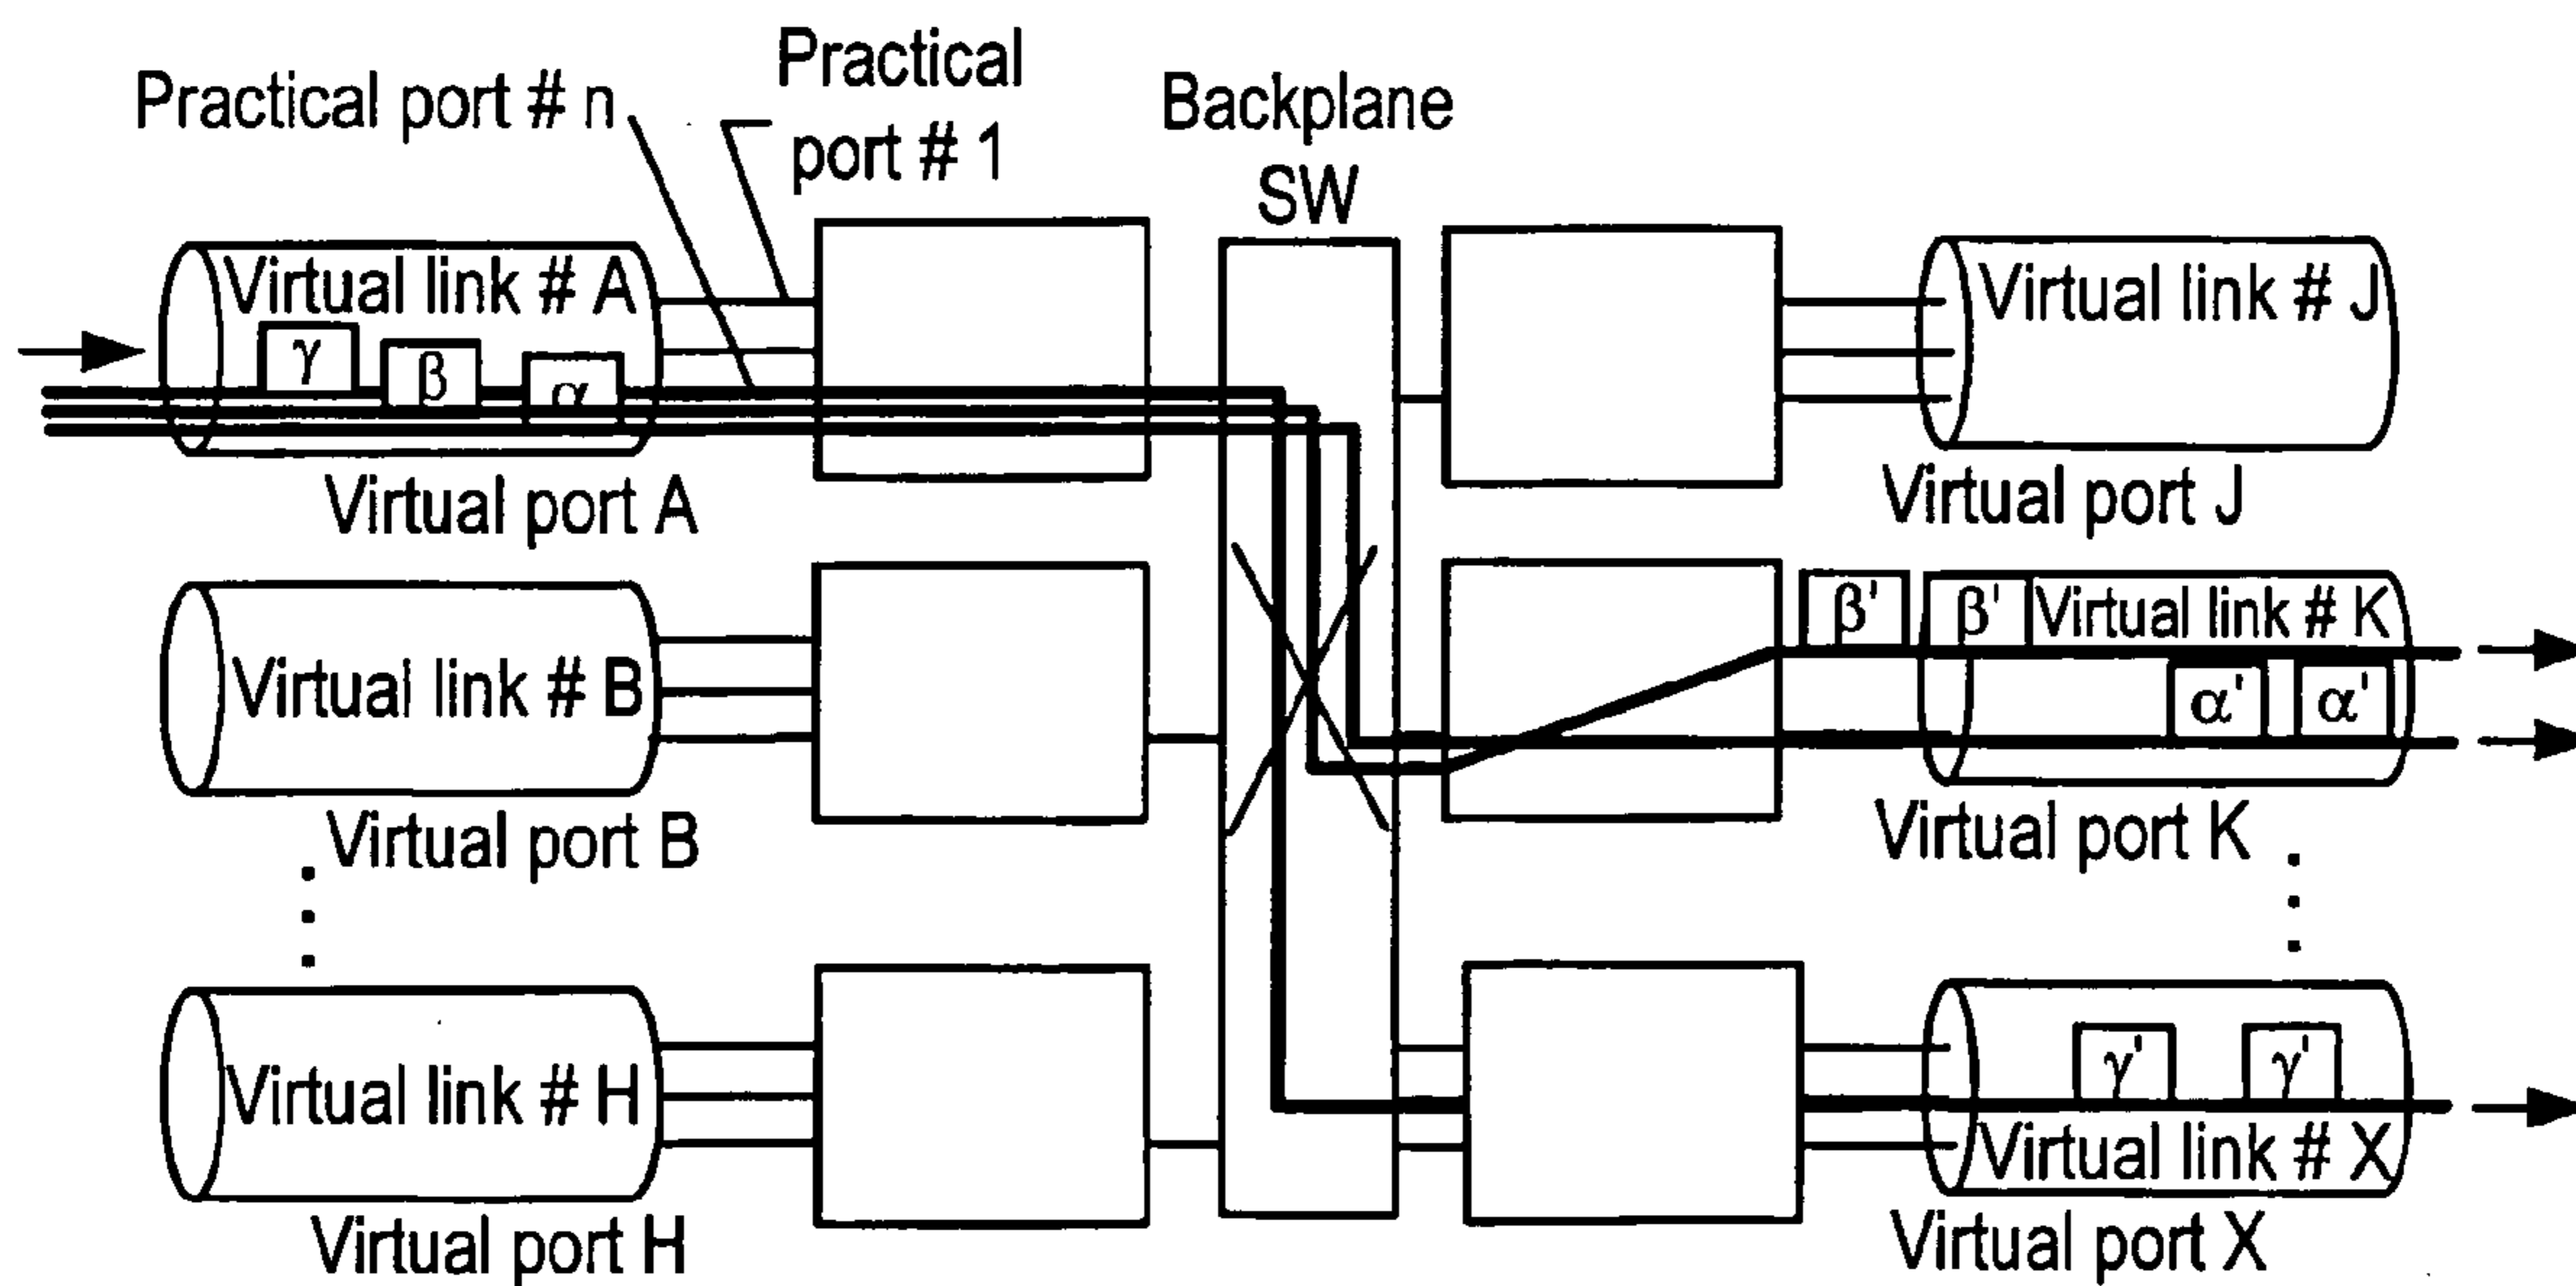 Practical port # n
Practical
port # 1
Backplane
SW
Virtual link # A
γ
β
α
Virtual port A
Virtual link # J
Virtual port J
Virtual link # B
Virtual port B
β'
β'
Virtual link # K
α'
α'
Virtual port K
Virtual link # H
Virtual port H
γ'
γ'
Virtual link # X
Virtual port X